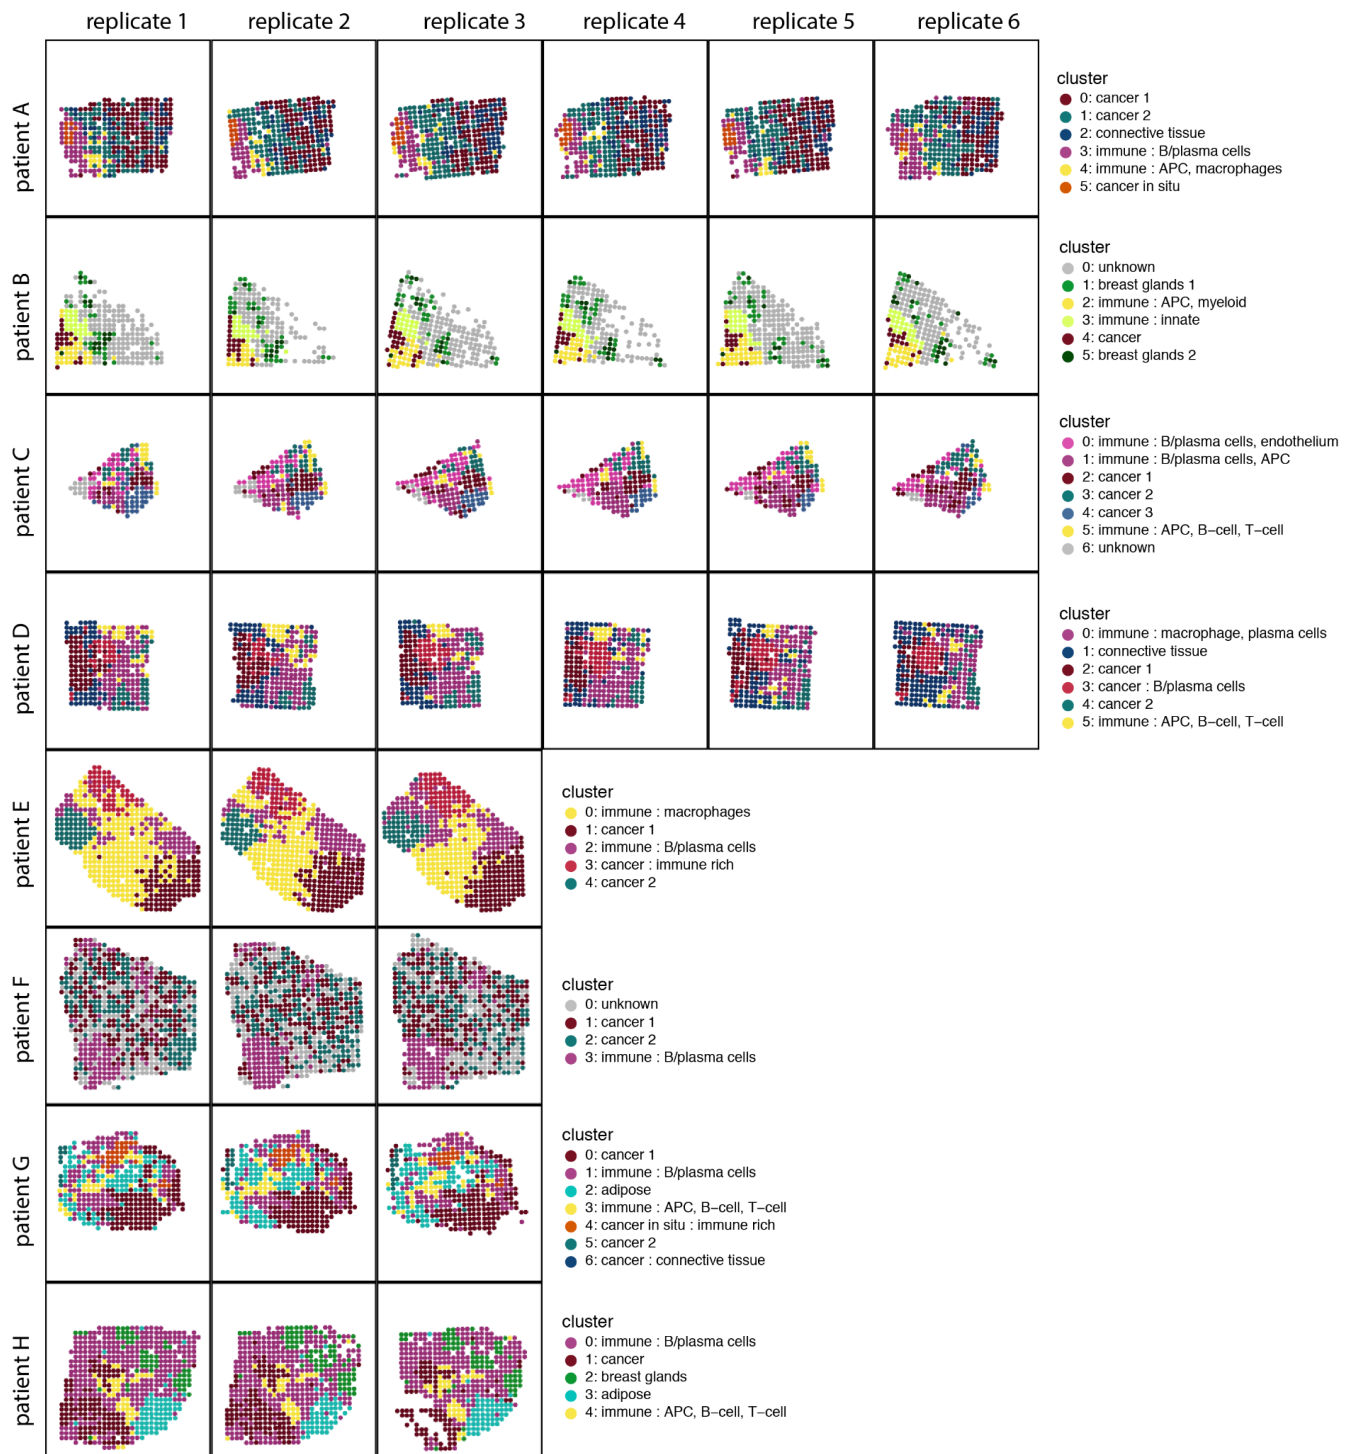 replicate 1 replicate 2 replicate 3 replicate 4 replicate 5 replicate 6
patient A
cluster
0: cancer 1
1: cancer 2
2: connective tissue
3: immune : B/plasma cells
4: immune : APC, macrophages
5: cancer in situ
patient B
cluster
0: unknown
1: breast glands 1
2: immune : APC, myeloid
3: immune : innate
4: cancer
5: breast glands 2
patient C
cluster
0: immune : B/plasma cells, endothelium
1: immune : B/plasma cells, APC
2: cancer 1
3: cancer 2
4: cancer 3
5: immune : APC, B−cell, T−cell
6: unknown
patient D
cluster
0: immune : macrophage, plasma cells
1: connective tissue
2: cancer 1
3: cancer : B/plasma cells
4: cancer 2
5: immune : APC, B−cell, T−cell
patient E
cluster
0: immune : macrophages
1: cancer 1
2: immune : B/plasma cells
3: cancer : immune rich
4: cancer 2
patient F
cluster
0: unknown
1: cancer 1
2: cancer 2
3: immune : B/plasma cells
patient G
cluster
0: cancer 1
1: immune : B/plasma cells
2: adipose
3: immune : APC, B−cell, T−cell
4: cancer in situ : immune rich
5: cancer 2
6: cancer : connective tissue
patient H
cluster
0: immune : B/plasma cells
1: cancer
2: breast glands
3: adipose
4: immune : APC, B−cell, T−cell